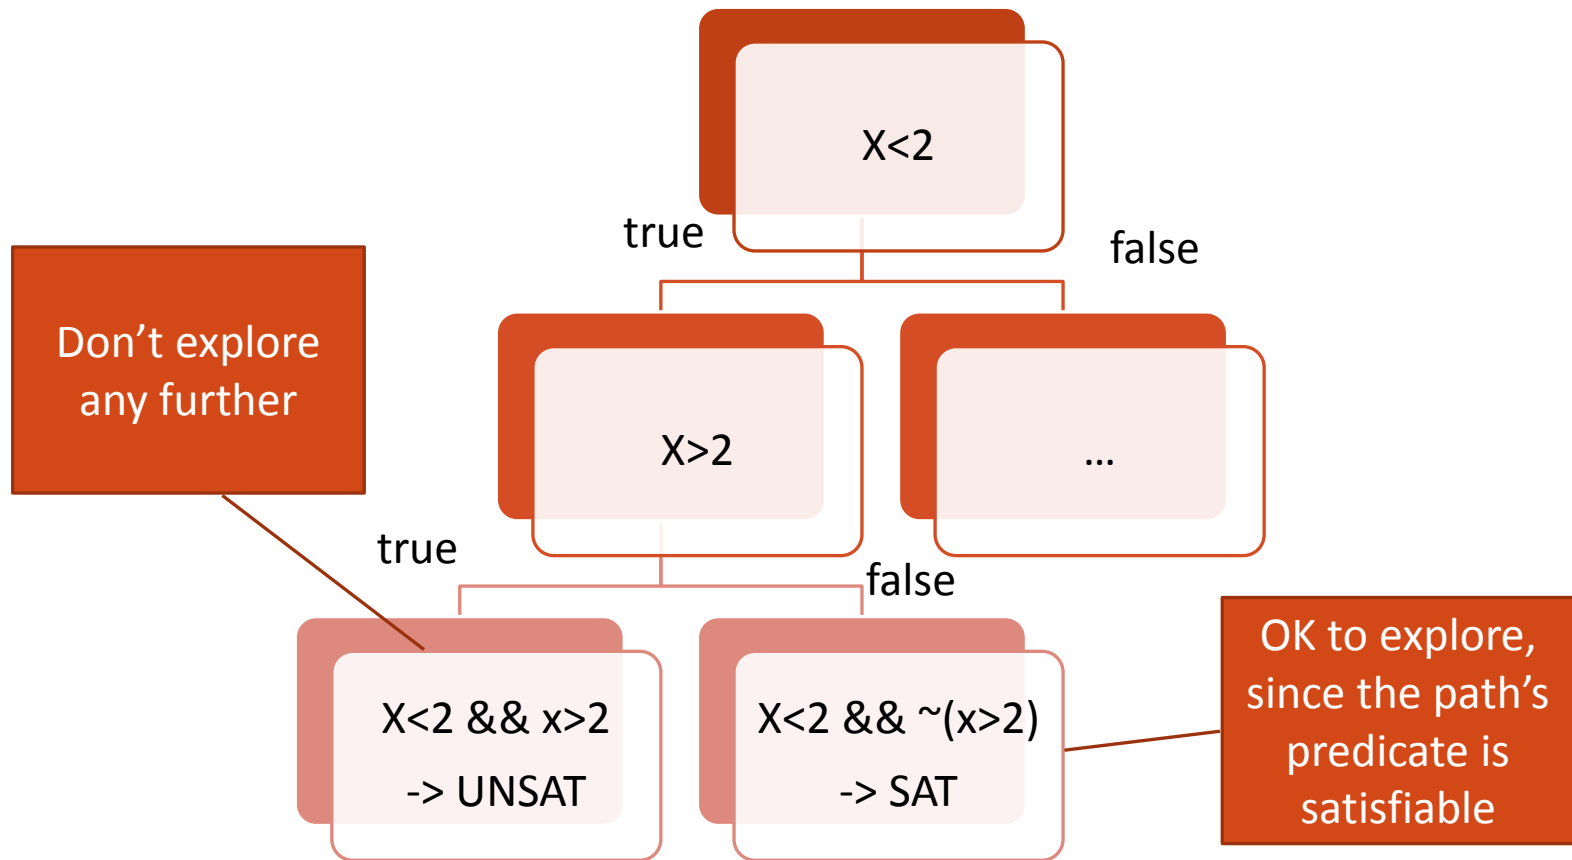 X<2
true
false
Don’t explore
any further
X>2
...
true
false
X<2 && x>2
-> UNSAT
X<2 && ~(x>2)
-> SAT
OK to explore,
since the path’s
predicate is
satisfiable